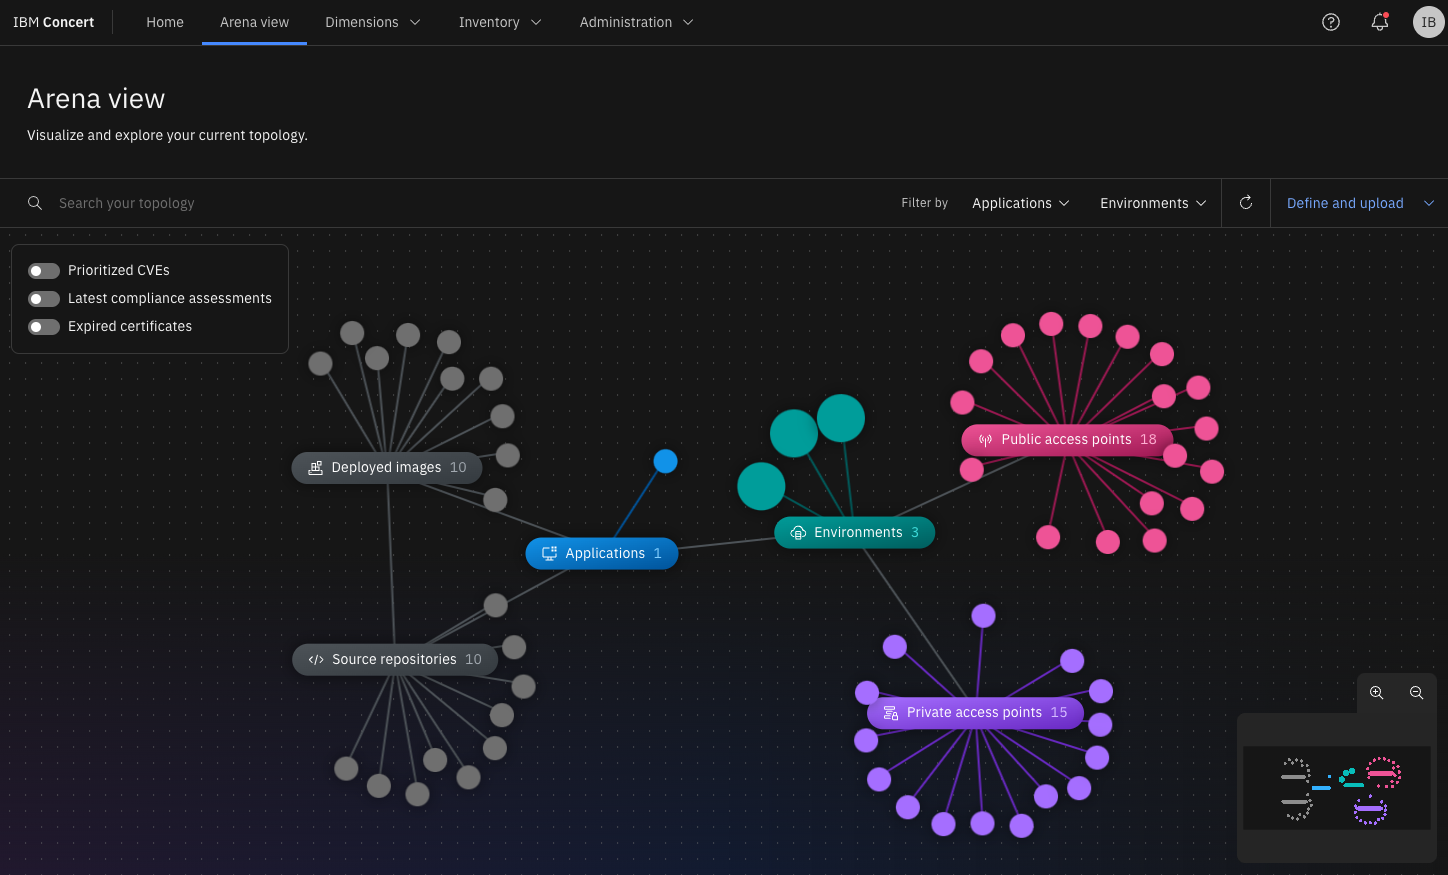 IBM Concert
Home
Arena view
Dimensions
Inventory
Administration
IB
Arena view
Visualize and explore your current topology.
Search your topology
Filter by
Applications
Environments
Define and upload
Prioritized CVEs
Latest compliance assessments
Expired certificates
Public access points 18
Deployed images 10
Environments 3
Applications 1
Source repositories 10
Private access points 15